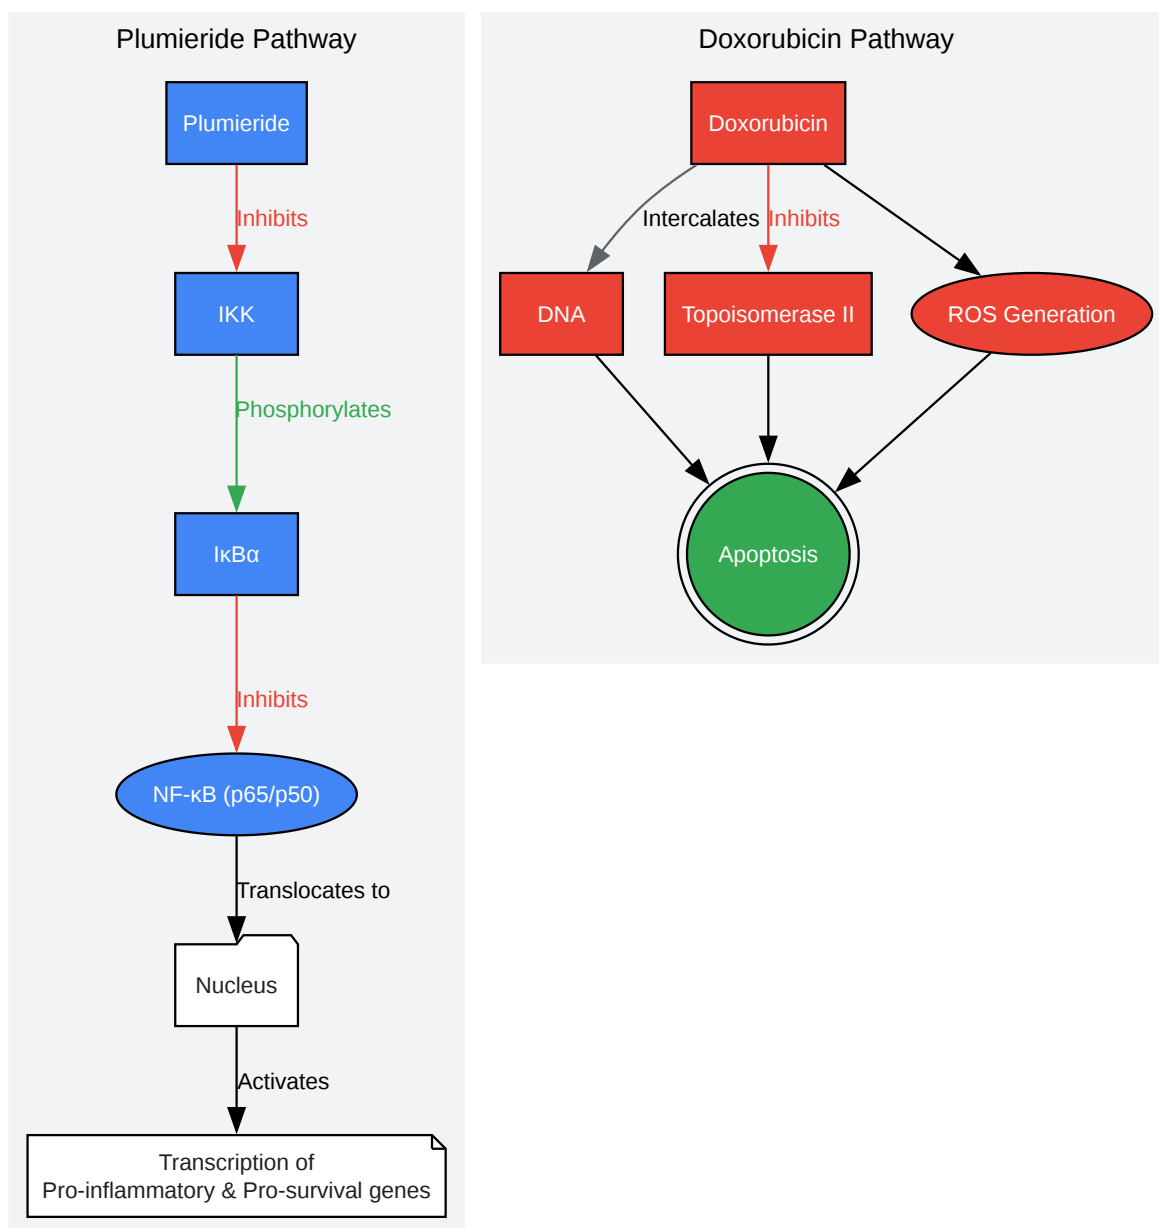 Plumieride Pathway
Plumieride
Inhibits
IKK
Phosphorylates
IκBα
Inhibits
NF-κB (p65/p50)
Translocates to
Nucleus
Activates
Transcription of
Pro-inflammatory & Pro-survival genes
Doxorubicin Pathway
Doxorubicin
Intercalates
Inhibits
DNA
Topoisomerase II
ROS Generation
Apoptosis